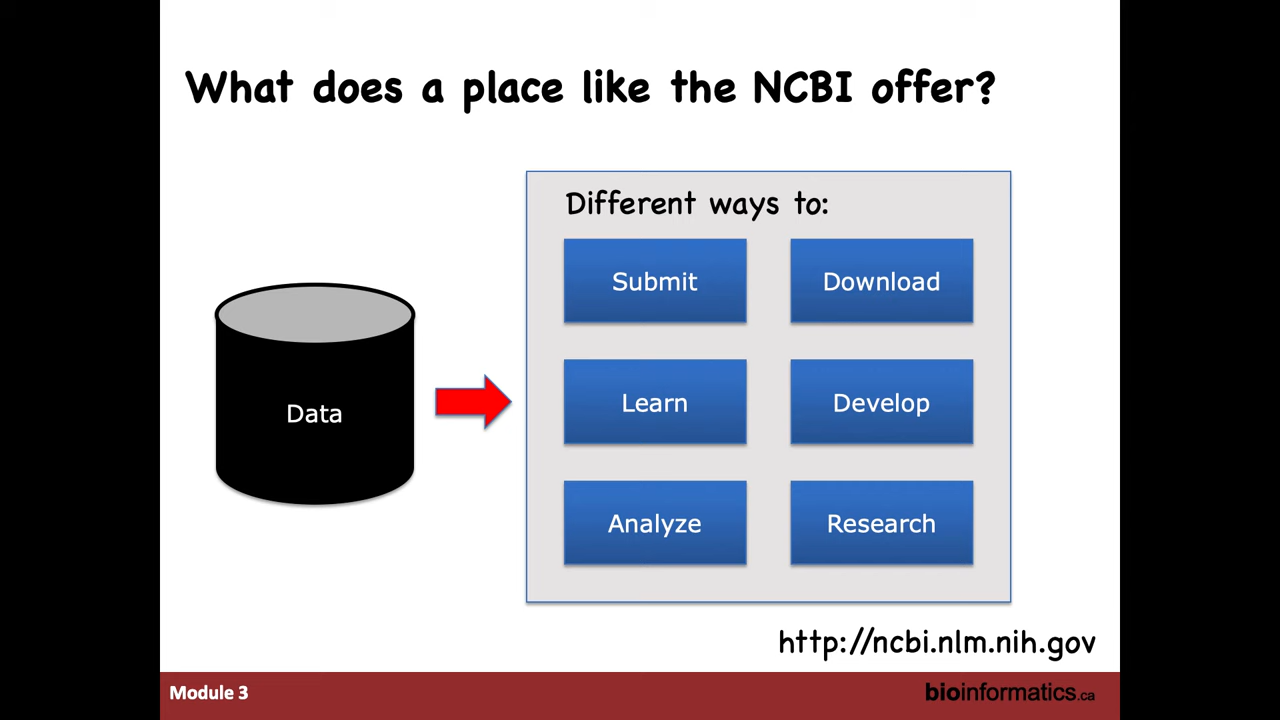 What does a place like the NCBI offer?
Different ways to:
Submit
Download
Data
Learn
Develop
Analyze
Research
http://ncbi.nlm.nih.gov
Module 3
bioinformatics.ca